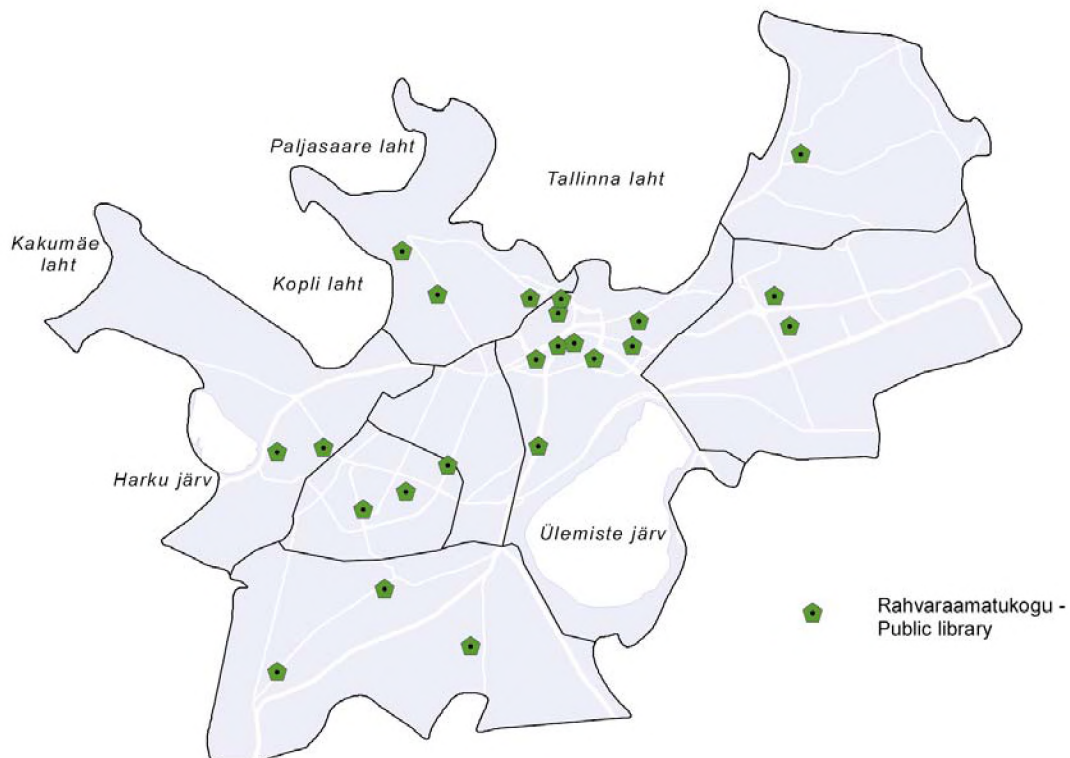 Paljasaare laht
Tallinna laht
Kakumäe
laht
Kopli laht
Harku järv
Ülemiste järv
Rahvaraamatukogu -
Public library